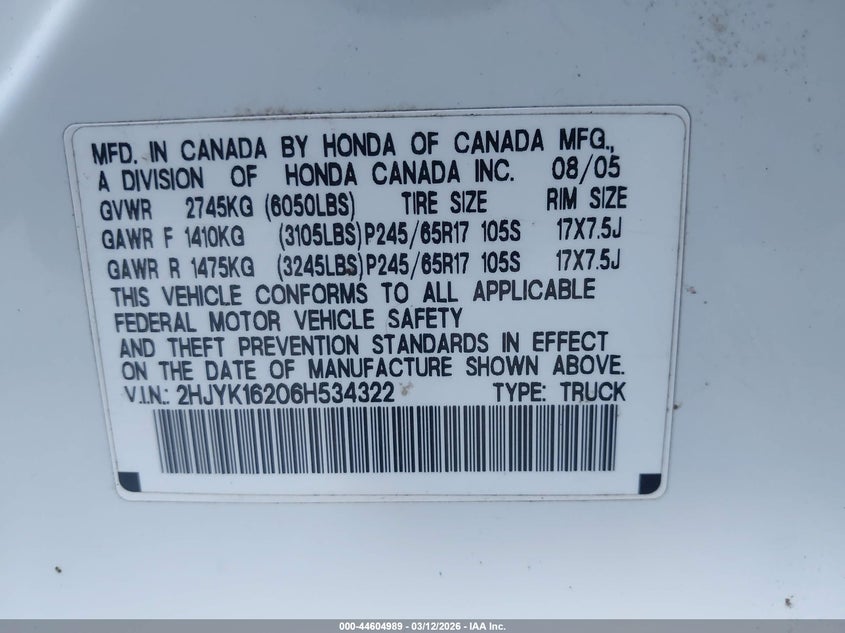 MFD. IN CANADA BY HONDA OF CANADA MFG.,
A DIVISION OF HONDA CANADA INC. 08/05
GVWR 2745KG (6050LBS) TIRE SIZE RIM SIZE
GAWR F 1410KG (3105LBS) P245/65R17 105S 17X7.5J
GAWR R 1475KG (3245LBS) P245/65R17 105S 17X7.5J
THIS VEHICLE CONFORMS TO ALL APPLICABLE
FEDERAL MOTOR VEHICLE SAFETY
AND THEFT PREVENTION STANDARDS IN EFFECT
ON THE DATE OF MANUFACTURE SHOWN ABOVE.
V.I.N.: 2HJYK16206H534322 TYPE: TRUCK
000-44604989 - 03/12/2026 - IAA Inc.